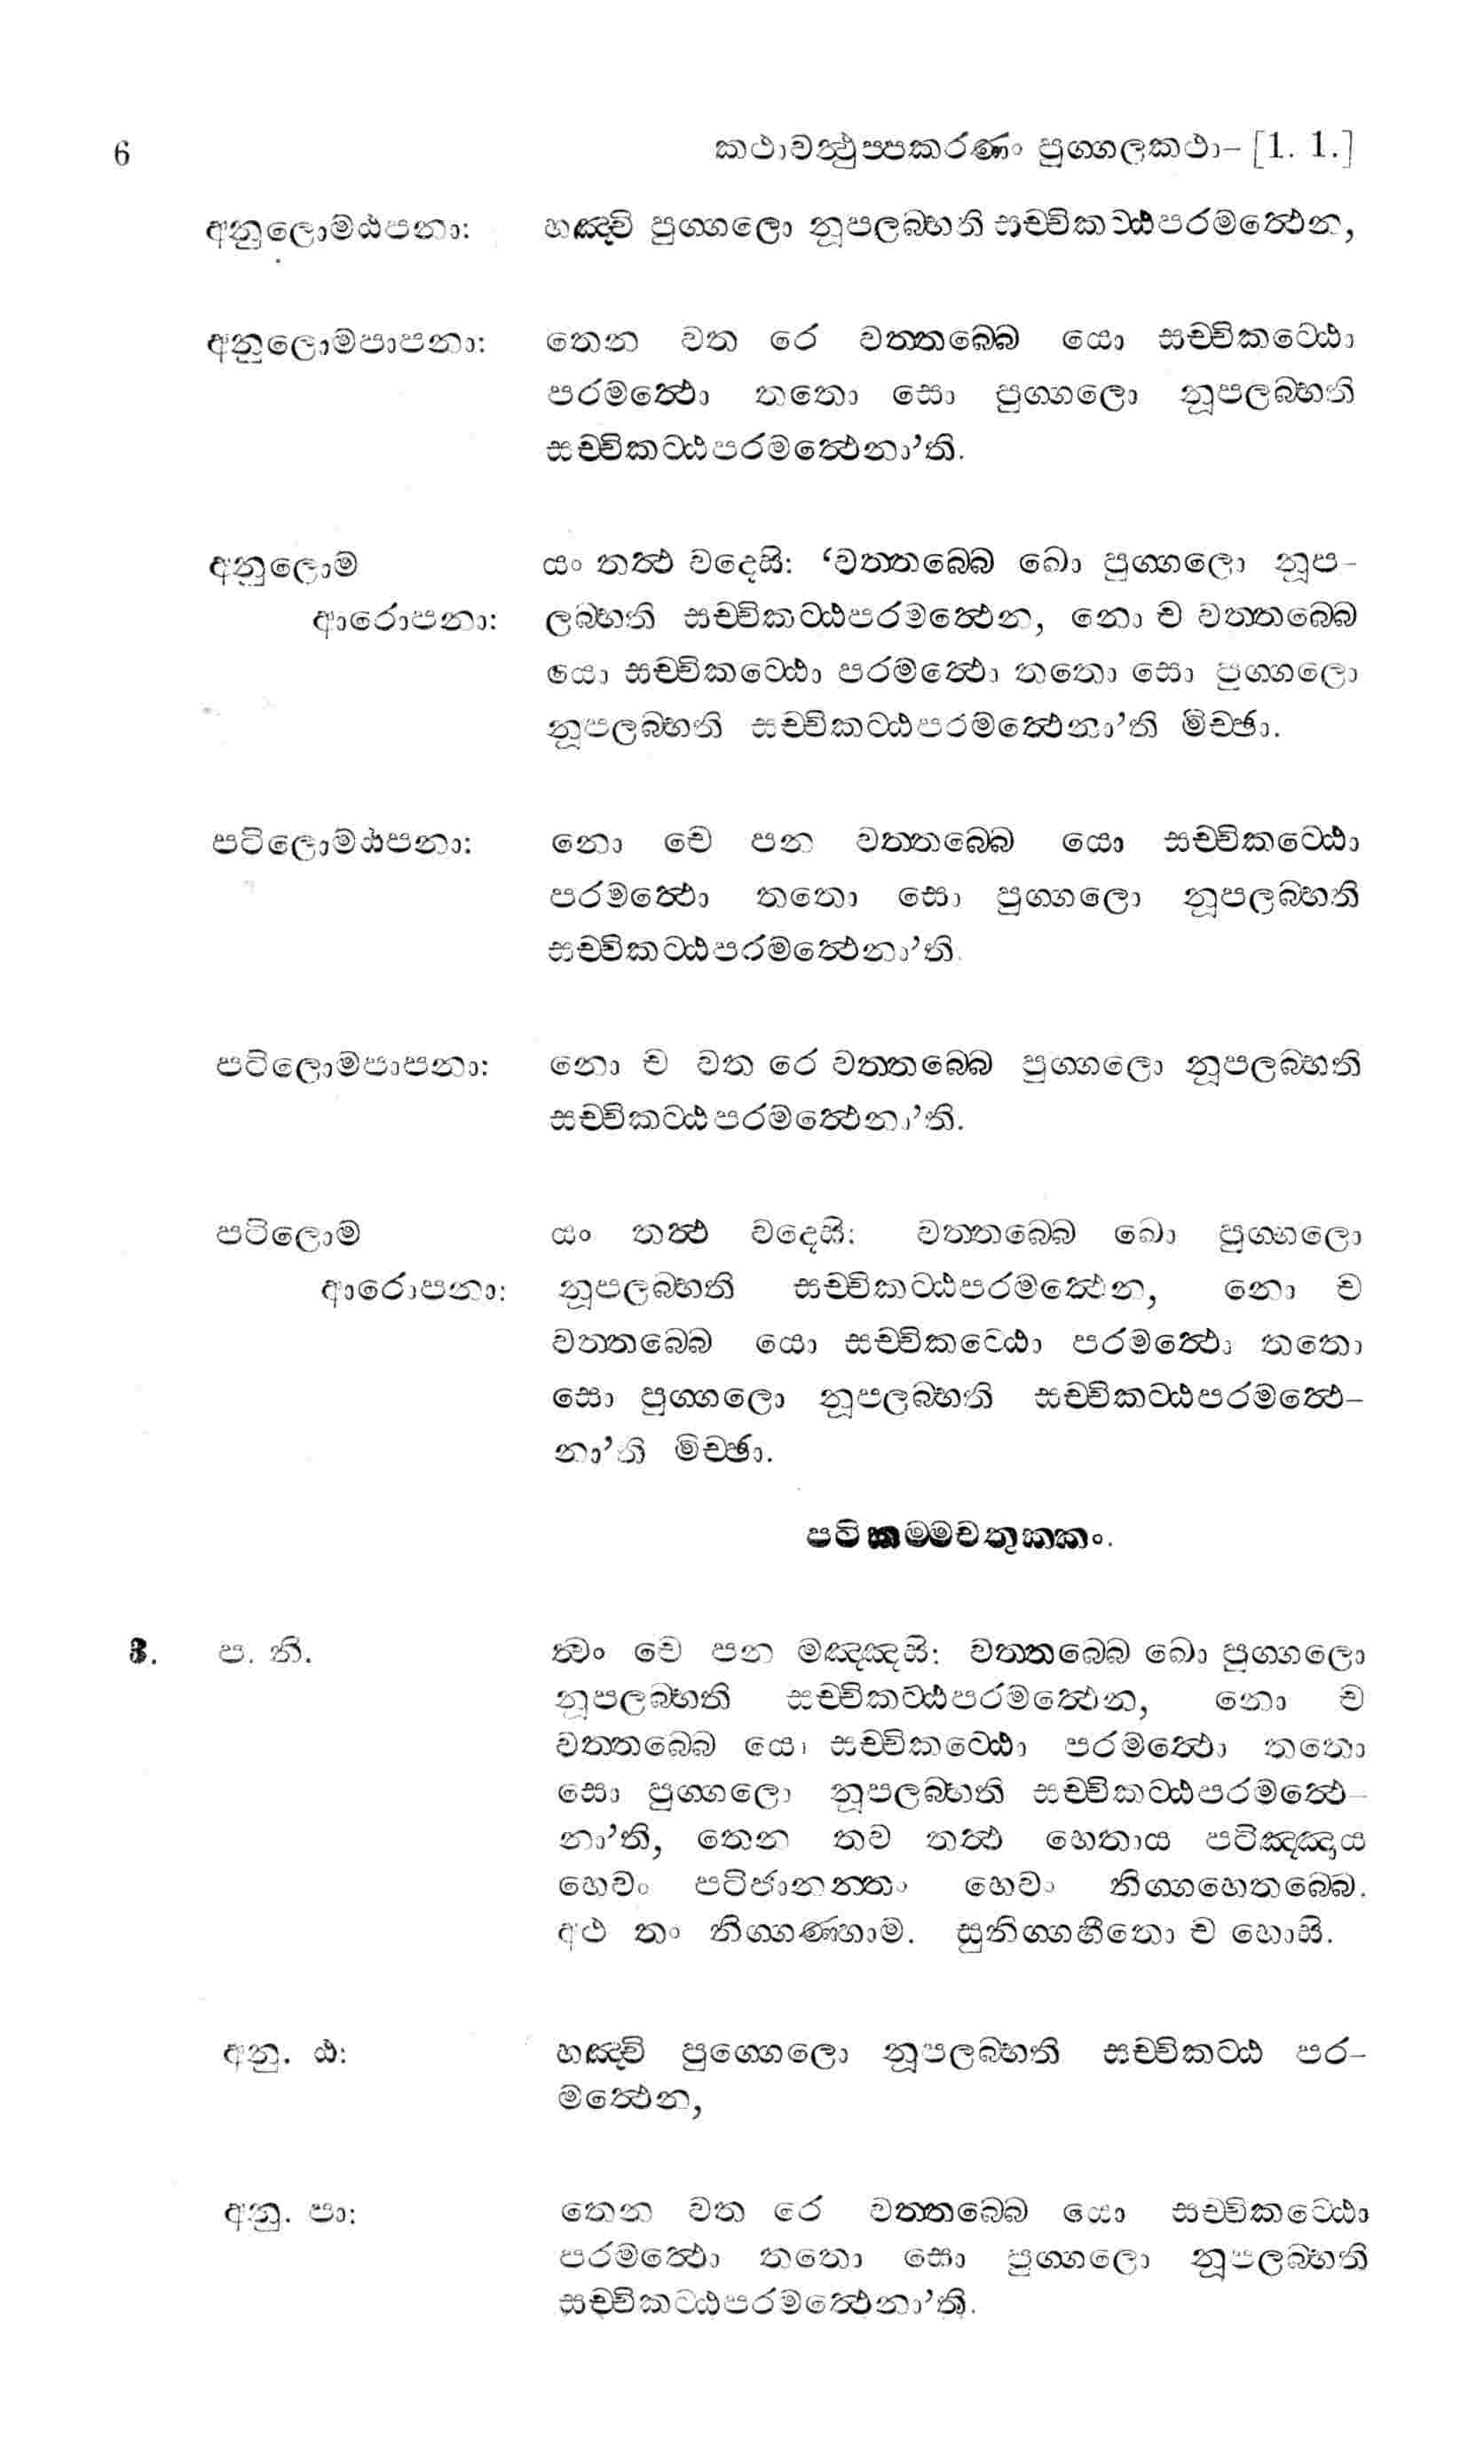 6 කථාවත්‍ථුප්පකරණං පුග්ගලකථා– [1. 1.]
අනුලොමඨපනා: හඤ්චි පුග්ගලො නූපලබ්භති සච්චිකට්ඨපරමත්‍ථෙන,
අනුලොමපාපනා: තෙන වත රෙ වත්තබ්බෙ යො සච්චිකට්ඨො
පරමත්‍ථො තතො සො පුග්ගලො නූපලබ්භති
සච්චිකට්ඨපරමත්‍ථෙනා’ති.
අනුලොම යං තත්‍ථ වදෙසි: ‘වත්තබ්බෙ ඛො පුග්ගලො නූප–
ආරොපනා: ලබ්භති සච්චිකට්ඨපරමත්‍ථෙන, නො ච වත්තබ්බෙ
යො සච්චිකට්ඨො පරමත්‍ථො තතො සො පුග්ගලො
නූපලබ්භති සච්චිකට්ඨපරමත්‍ථෙනා’ති මිච්ඡා.
පටිලොමඨපනා: නො චෙ පන වත්තබ්බෙ යො සච්චිකට්ඨො
පරමත්‍ථො තතො සො පුග්ගලො නූපලබ්භති
සච්චිකට්ඨපරමත්‍ථෙනා’ති.
පටිලොමපාපනා: නො ච වත රෙ වත්තබ්බෙ පුග්ගලො නූපලබ්භති
සච්චිකට්ඨපරමත්‍ථෙනා’ති.
පටිලොම යං තත්‍ථ වදෙසි: වත්තබ්බෙ ඛො පුග්ගලො
ආරොපනා: නූපලබ්භති සච්චිකට්ඨපරමත්‍ථෙන, නො ච
වත්තබ්බෙ යො සච්චිකට්ඨො පරමත්‍ථො තතො
සො පුග්ගලො නූපලබ්භති සච්චිකට්ඨපරමත්‍ථෙ–
නා’ති මිච්ඡා.
පටිකම්මචතුක්කං.
3. ප. නි. ත්‍වං චෙ පන මඤ්ඤසි: වත්තබ්බෙ ඛො පුග්ගලො
නූපලබ්භති සච්චිකට්ඨපරමත්‍ථෙන, නො ච
වත්තබ්බෙ යො සච්චිකට්ඨො පරමත්‍ථො තතො
සො පුග්ගලො නූපලබ්භති සච්චිකට්ඨපරමත්‍ථෙ–
නා’ති, තෙන තව තත්‍ථ හෙතාය පටිඤ්ඤාය
හෙවං පටිජානන්තං හෙවං නිග්ගහෙතබ්බෙ.
අථ තං නිග්ගණ්හාම. සුනිග්ගහීතො ච හොසි.
අනු. ඨ: හඤ්චි පුග්ගෙලො නූපලබ්භති සච්චිකට්ඨ පර–
මත්‍ථෙන,
අනු. පා: තෙන වත රෙ වත්තබ්බෙ යො සච්චිකට්ඨො
පරමත්‍ථො තතො සො පුග්ගලො නූපලබ්භති
සච්චිකට්ඨපරමත්‍ථෙනා’ති.